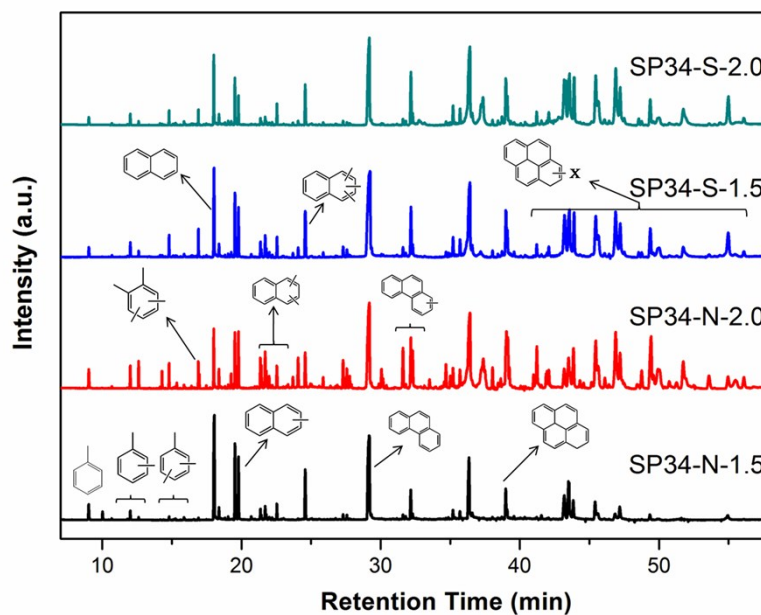 SP34-S-2.0
SP34-S-1.5
X
SP34-N-2.0
SP34-N-1.5
Intensity (a.u.)
10 20 30 40 50
Retention Time (min)